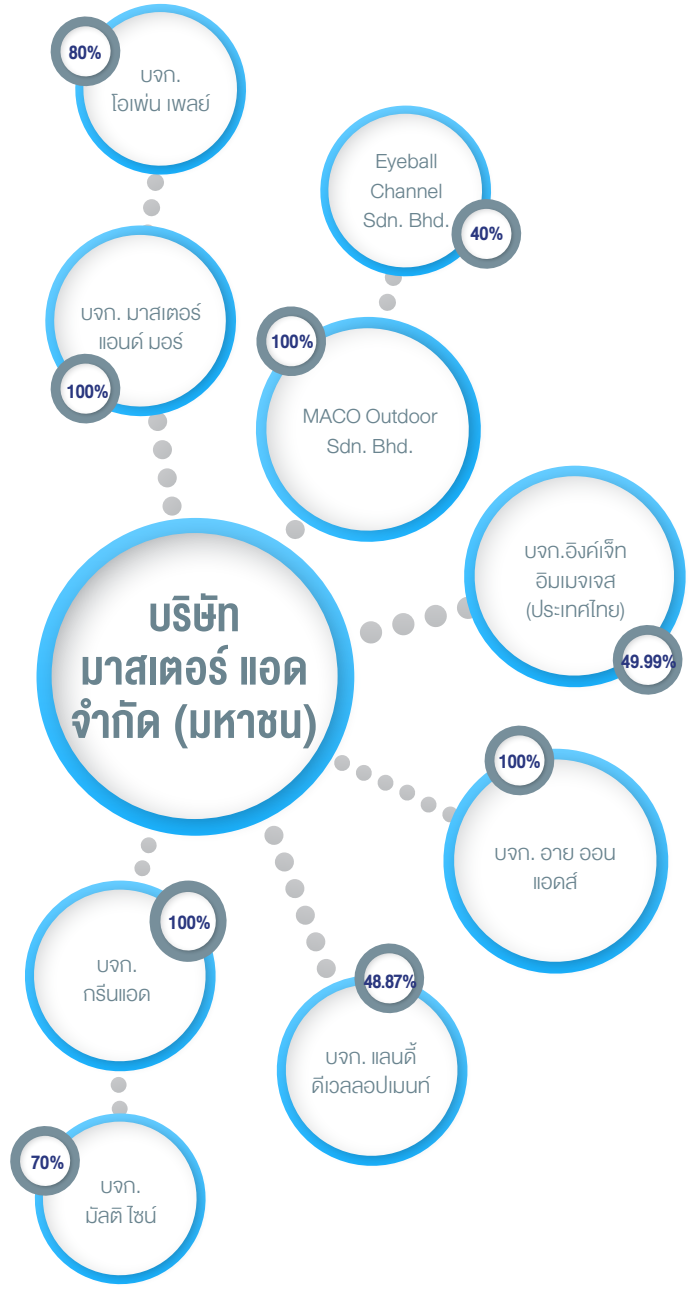 80%
บจก.
โอเพ่น เพลย์
Eyeball
Channel
Sdn. Bhd.
40%
บจก. มาสเตอร์
แอนด์ มอร์
100%
100%
MACO Outdoor
Sdn. Bhd.
บจก.อิงค์เจ็ท
อิมเมจเจส
(ประเทศไทย)
49.99%
บริษัท
มาสเตอร์ แอด
จำกัด (มหาชน)
100%
บจก. อาย ออน
แอดส์
100%
บจก.
กรีนแอด
48.87%
บจก. แลนดี้
ดีเวลลอปเมนท์
70%
บจก.
มัลติ ไซน์